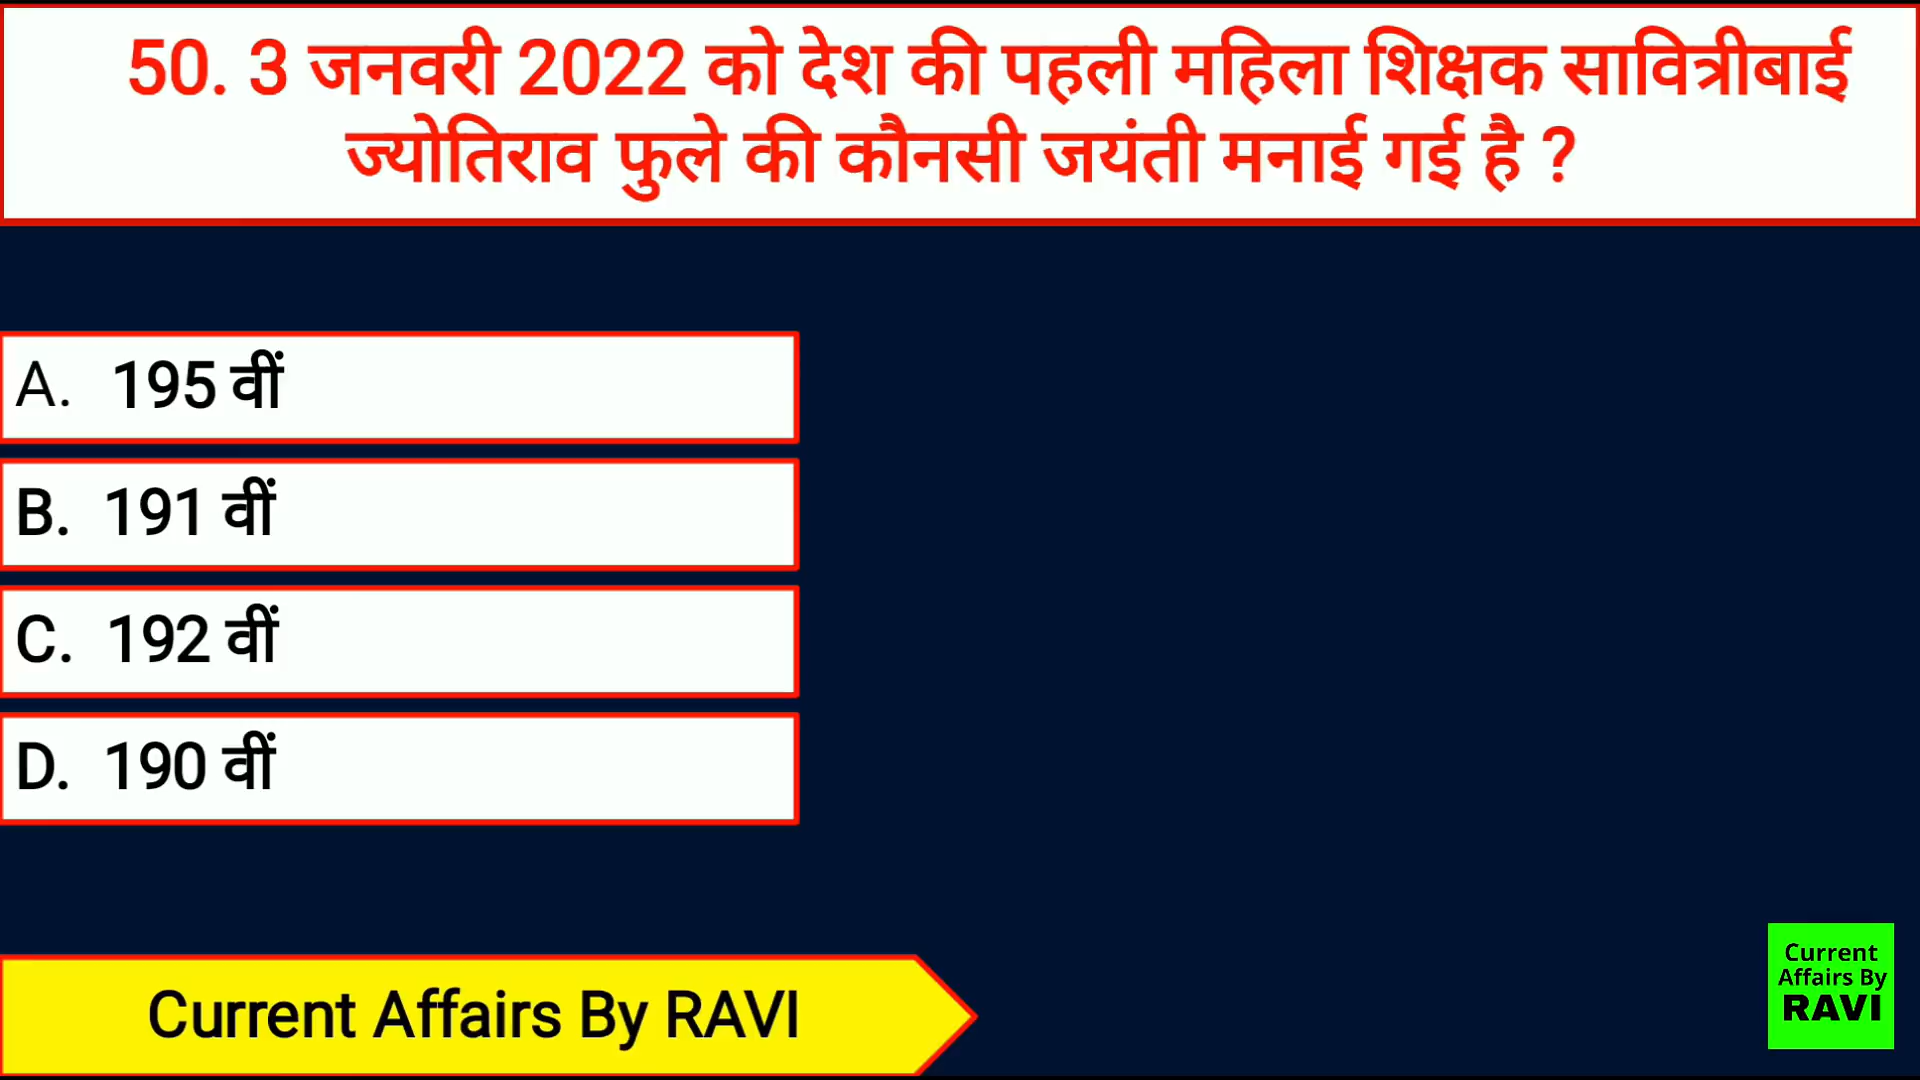 50. 3 जनवरी 2022 को देश की पहली महिला शिक्षक सावित्रीबाई
ज्योतिराव फुले की कौनसी जयंती मनाई गई है ?
A. 195 वीं
B. 191 वीं
C. 192 वीं
D. 190 वीं
Current Affairs By RAVI
Current
Affairs By
RAVI